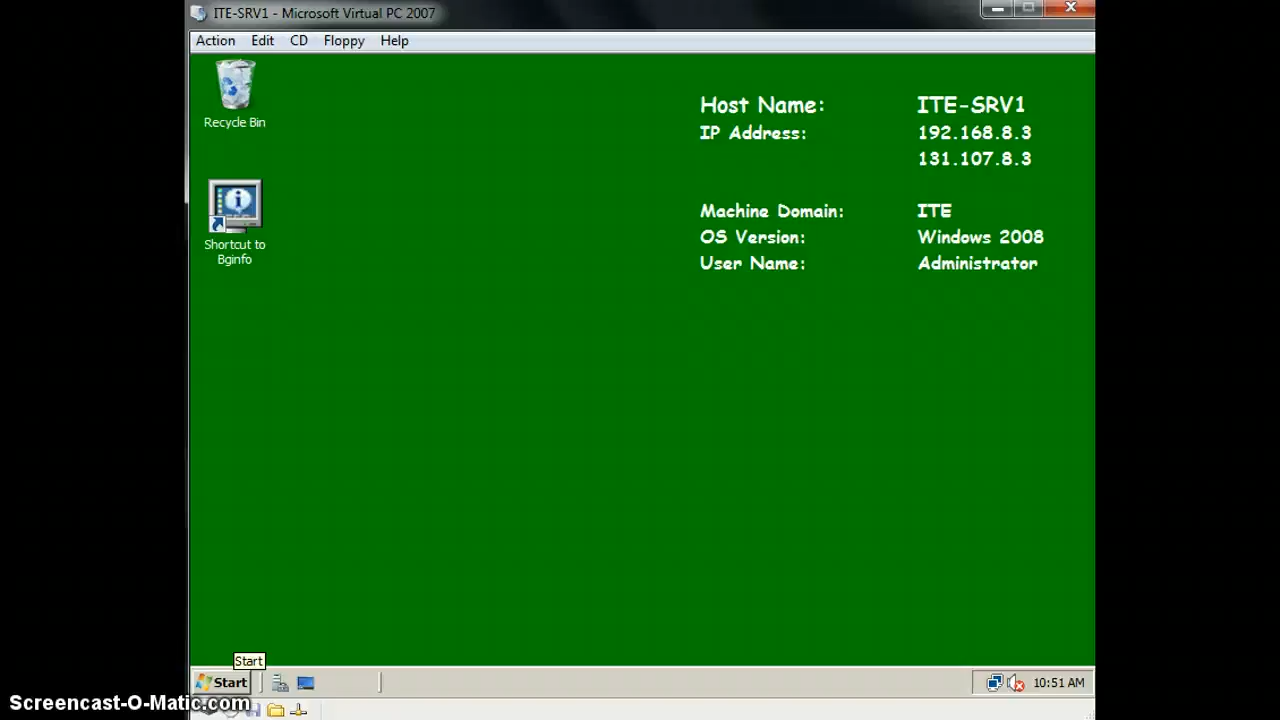 ITE-SRV1 - Microsoft Virtual PC 2007
Action Edit CD Floppy Help
Recycle Bin
Shortcut to
Bginfo
Host Name: ITE-SRV1
IP Address: 192.168.8.3
131.107.8.3
Machine Domain: ITE
OS Version: Windows 2008
User Name: Administrator
Start
Start
10:51 AM
Screencast-O-Matic.com